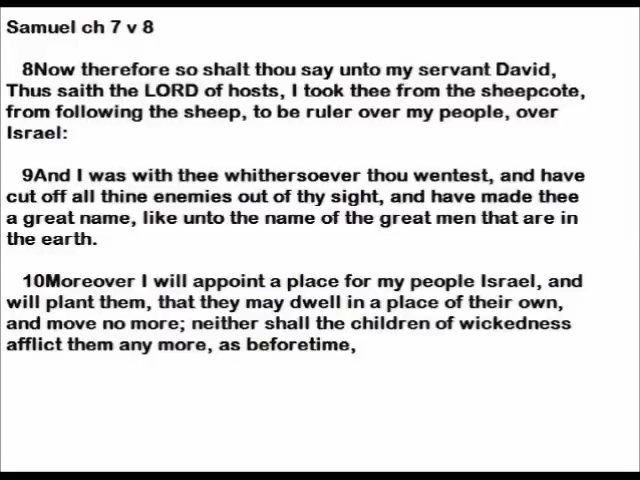 Samuel ch 7 v 8
8Now therefore so shalt thou say unto my servant David,
Thus saith the LORD of hosts, I took thee from the sheepcote,
from following the sheep, to be ruler over my people, over
Israel:
9And I was with thee whithersoever thou wentest, and have
cut off all thine enemies out of thy sight, and have made thee
a great name, like unto the name of the great men that are in
the earth.
10Moreover I will appoint a place for my people Israel, and
will plant them, that they may dwell in a place of their own,
and move no more; neither shall the children of wickedness
afflict them any more, as beforetime,